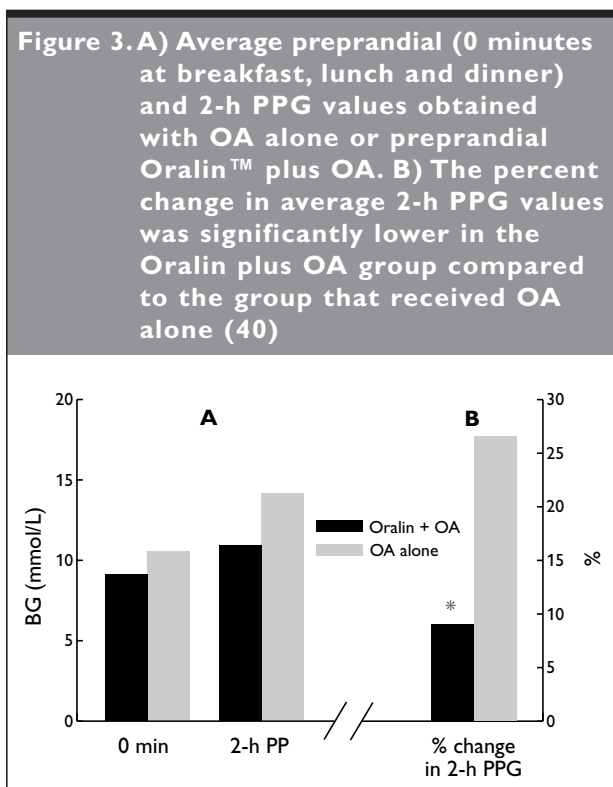 Figure 3. A) Average preprandial (0 minutes
at breakfast, lunch and dinner)
and 2-h PPG values obtained
with OA alone or preprandial
Oralin™ plus OA. B) The percent
change in average 2-h PPG values
was significantly lower in the
Oralin plus OA group compared
to the group that received OA
alone (40)
20
15
10
5
0
BG (mmol/L)
A
B
Oralin + OA
OA alone
*
30
25
20
15
10
5
0
%
0 min
2-h PP
% change
in 2-h PPG